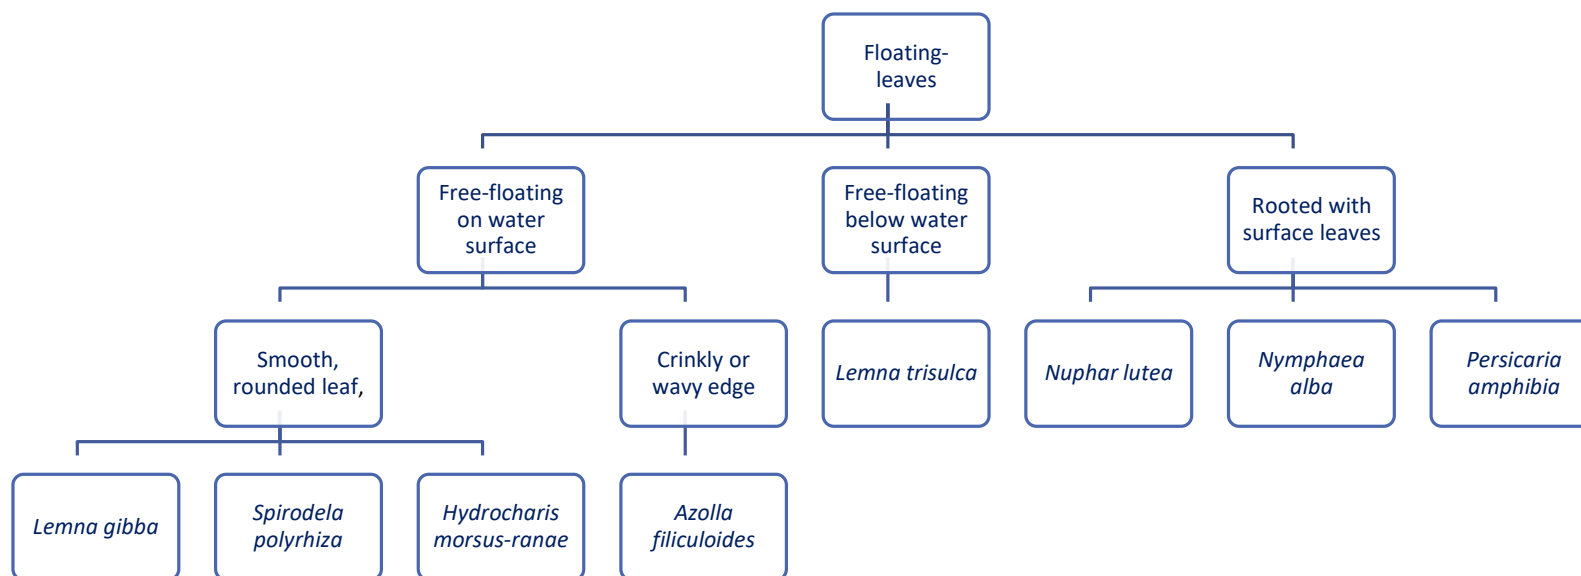 Floating-
leaves
Free-floating
on water
surface
Free-floating
below water
surface
Rooted with
surface leaves
Smooth,
rounded leaf,
Crinkly or
wavy edge
Lemna trisulca
Nuphar lutea
Nymphaea
alba
Persicaria
amphibia
Lemna gibba
Spirodela
polyrhiza
Hydrocharis
morsus-ranae
Azolla
filiculoides